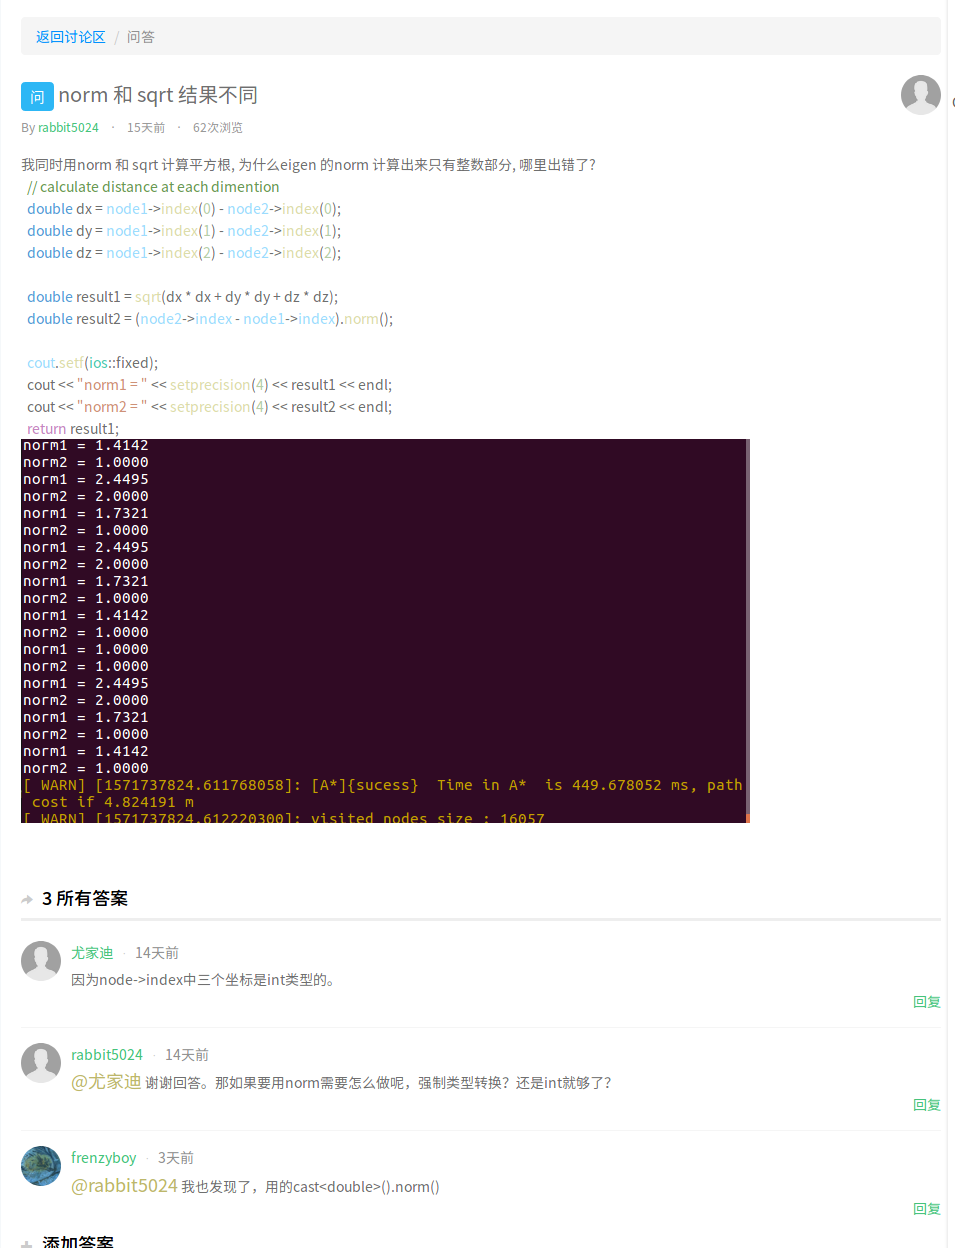 返回讨论区 / 问答
问 norm 和 sqrt 结果不同
By rabbit5024 · 15天前 · 62次浏览
我同时用norm 和 sqrt 计算平方根, 为什么eigen 的norm 计算出来只有整数部分, 哪里出错了?
// calculate distance at each dimention
double dx = node1->index(0) - node2->index(0);
double dy = node1->index(1) - node2->index(1);
double dz = node1->index(2) - node2->index(2);
double result1 = sqrt(dx * dx + dy * dy + dz * dz);
double result2 = (node2->index - node1->index).norm();
cout.setf(ios::fixed);
cout << "norm1 = " << setprecision(4) << result1 << endl;
cout << "norm2 = " << setprecision(4) << result2 << endl;
return result1;
norm1 = 1.4142
norm2 = 1.0000
norm1 = 2.4495
norm2 = 2.0000
norm1 = 1.7321
norm2 = 1.0000
norm1 = 2.4495
norm2 = 2.0000
norm1 = 1.7321
norm2 = 1.0000
norm1 = 1.4142
norm2 = 1.0000
norm1 = 1.0000
norm2 = 1.0000
norm1 = 2.4495
norm2 = 2.0000
norm1 = 1.7321
norm2 = 1.0000
norm1 = 1.4142
norm2 = 1.0000
[ WARN] [1571737824.611768058]: [A*]{sucess}  Time in A*  is 449.678052 ms, path
cost if 4.824191 m
[ WARN] [1571737824.612220300]: visited nodes size : 16057
3 所有答案
尤家迪 · 14天前
因为node->index中三个坐标是int类型的。
回复
rabbit5024 · 14天前
@尤家迪 谢谢回答。那如果要用norm需要怎么做呢，强制类型转换？还是int就够了？
回复
frenzyboy · 3天前
@rabbit5024 我也发现了，用的cast<double>().norm()
回复
添加答案